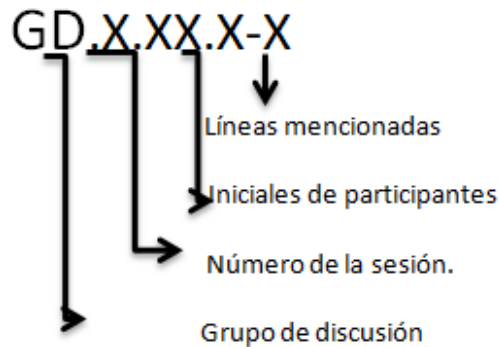 GD.X.XX.X-X
Líneas mencionadas
Iniciales de participantes
Número de la sesión.
Grupo de discusión